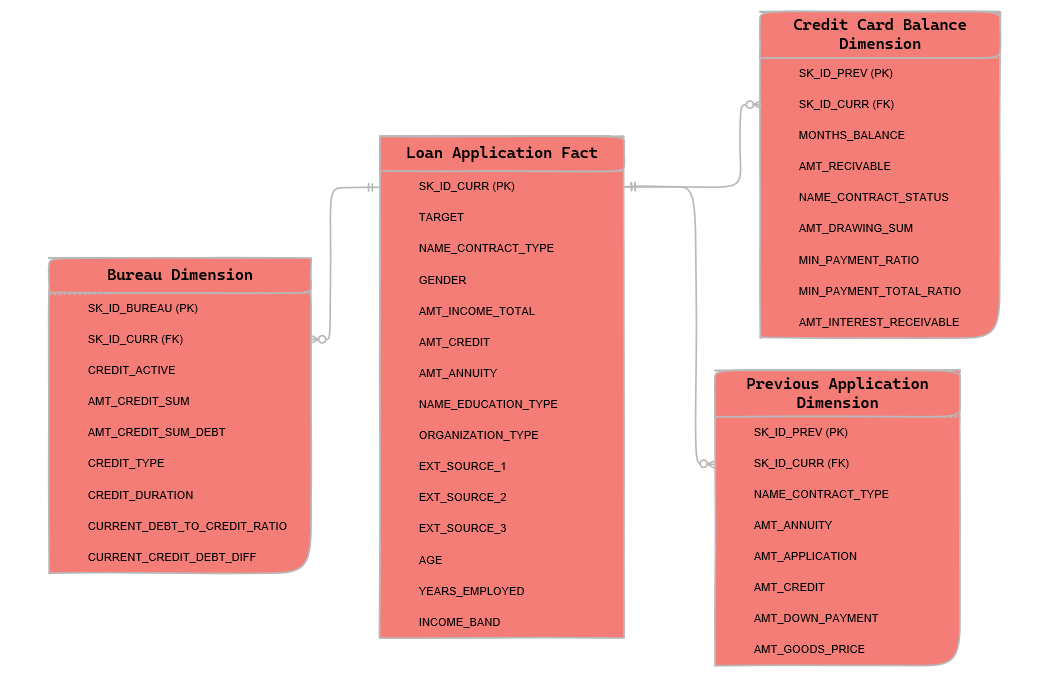 Credit Card Balance
Dimension
SK_ID_PREV (PK)
SK_ID_CURR (FK)
MONTHS_BALANCE
AMT_RECIVABLE
NAME_CONTRACT_STATUS
AMT_DRAWING_SUM
MIN_PAYMENT_RATIO
MIN_PAYMENT_TOTAL_RATIO
AMT_INTEREST_RECEIVABLE
Loan Application Fact
SK_ID_CURR (PK)
TARGET
NAME_CONTRACT_TYPE
GENDER
AMT_INCOME_TOTAL
AMT_CREDIT
AMT_ANNUITY
NAME_EDUCATION_TYPE
ORGANIZATION_TYPE
EXT_SOURCE_1
EXT_SOURCE_2
EXT_SOURCE_3
AGE
YEARS_EMPLOYED
INCOME_BAND
Bureau Dimension
SK_ID_BUREAU (PK)
SK_ID_CURR (FK)
CREDIT_ACTIVE
AMT_CREDIT_SUM
AMT_CREDIT_SUM_DEBT
CREDIT_TYPE
CREDIT_DURATION
CURRENT_DEBT_TO_CREDIT_RATIO
CURRENT_CREDIT_DEBT_DIFF
Previous Application
Dimension
SK_ID_PREV (PK)
SK_ID_CURR (FK)
NAME_CONTRACT_TYPE
AMT_ANNUITY
AMT_APPLICATION
AMT_CREDIT
AMT_DOWN_PAYMENT
AMT_GOODS_PRICE